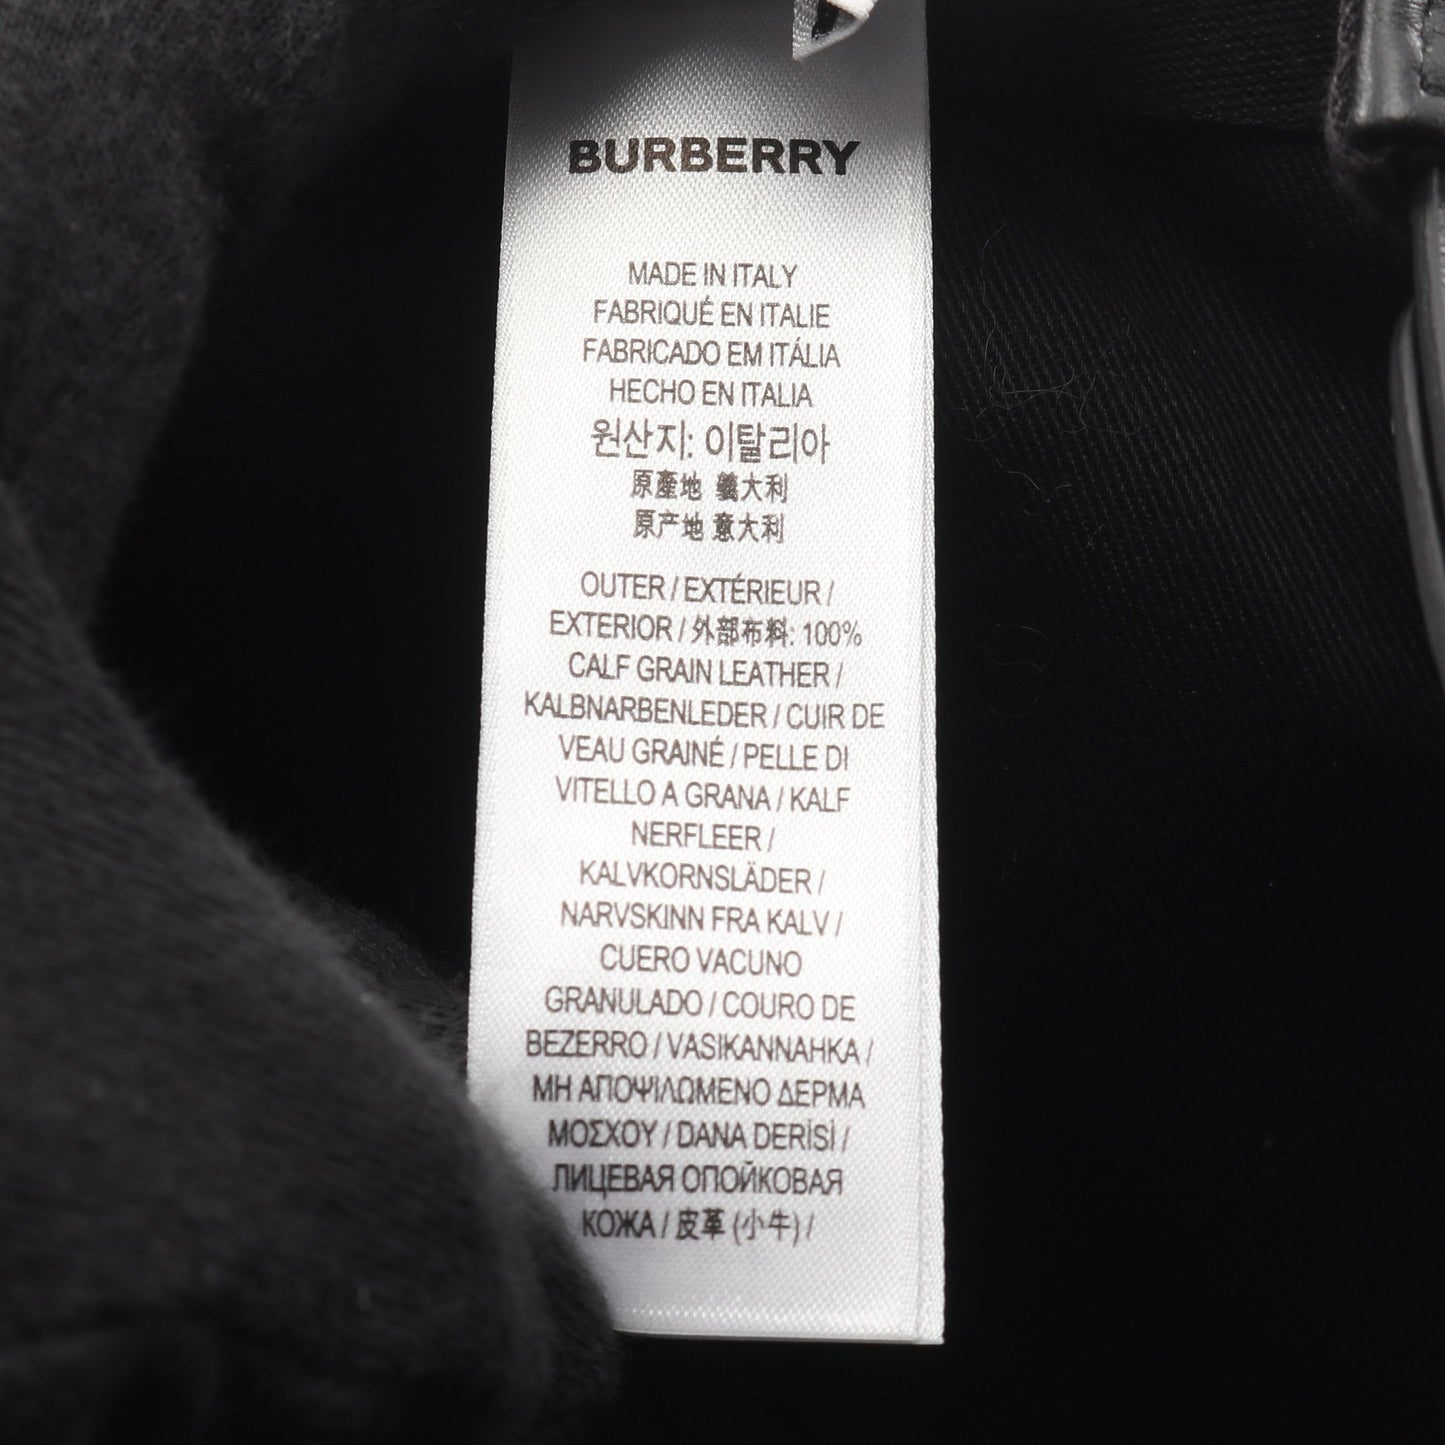 BURBERRY
MADE IN ITALY
FABRIQUÉ EN ITALIE
FABRICADO EM ITÁLIA
HECHO EN ITALIA
원산지: 이탈리아
原產地 義大利
原产地 意大利
OUTER / EXTÉRIEUR /
EXTERIOR / 外部布料: 100%
CALF GRAIN LEATHER /
KALBNARBENLEDER / CUIR DE
VEAU GRAINÉ / PELLE DI
VITELLO A GRANA / KALF
NERFLEER /
KALVKORNSLÄDER /
NARVSKINN FRA KALV /
CUERO VACUNO
GRANULADO / COURO DE
BEZERRO / VASIKANNAHKA /
ΜΗ ΑΠΟΨΙΛΩΜΕΝΟ ΔΕΡΜΑ
ΜΟΣΧΟΥ / DANA DERİSİ /
ЛИЦЕВАЯ ОПОЙКОВАЯ
КОЖА / 皮革 (小牛) /